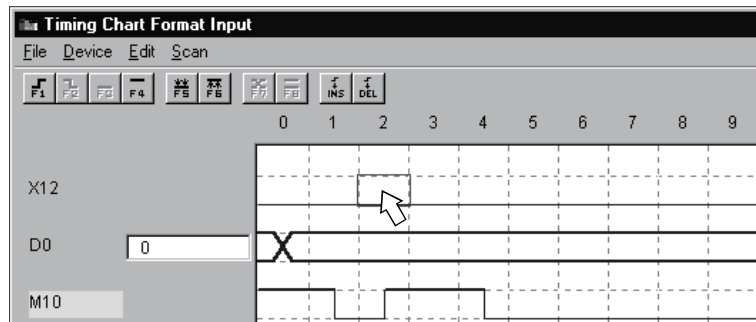 Timing Chart Format Input
File Device Edit Scan
F1 F2 F3 F4 F5 F6 F7 F8 INS DEL
0 1 2 3 4 5 6 7 8 9
X12
D0 0
M10